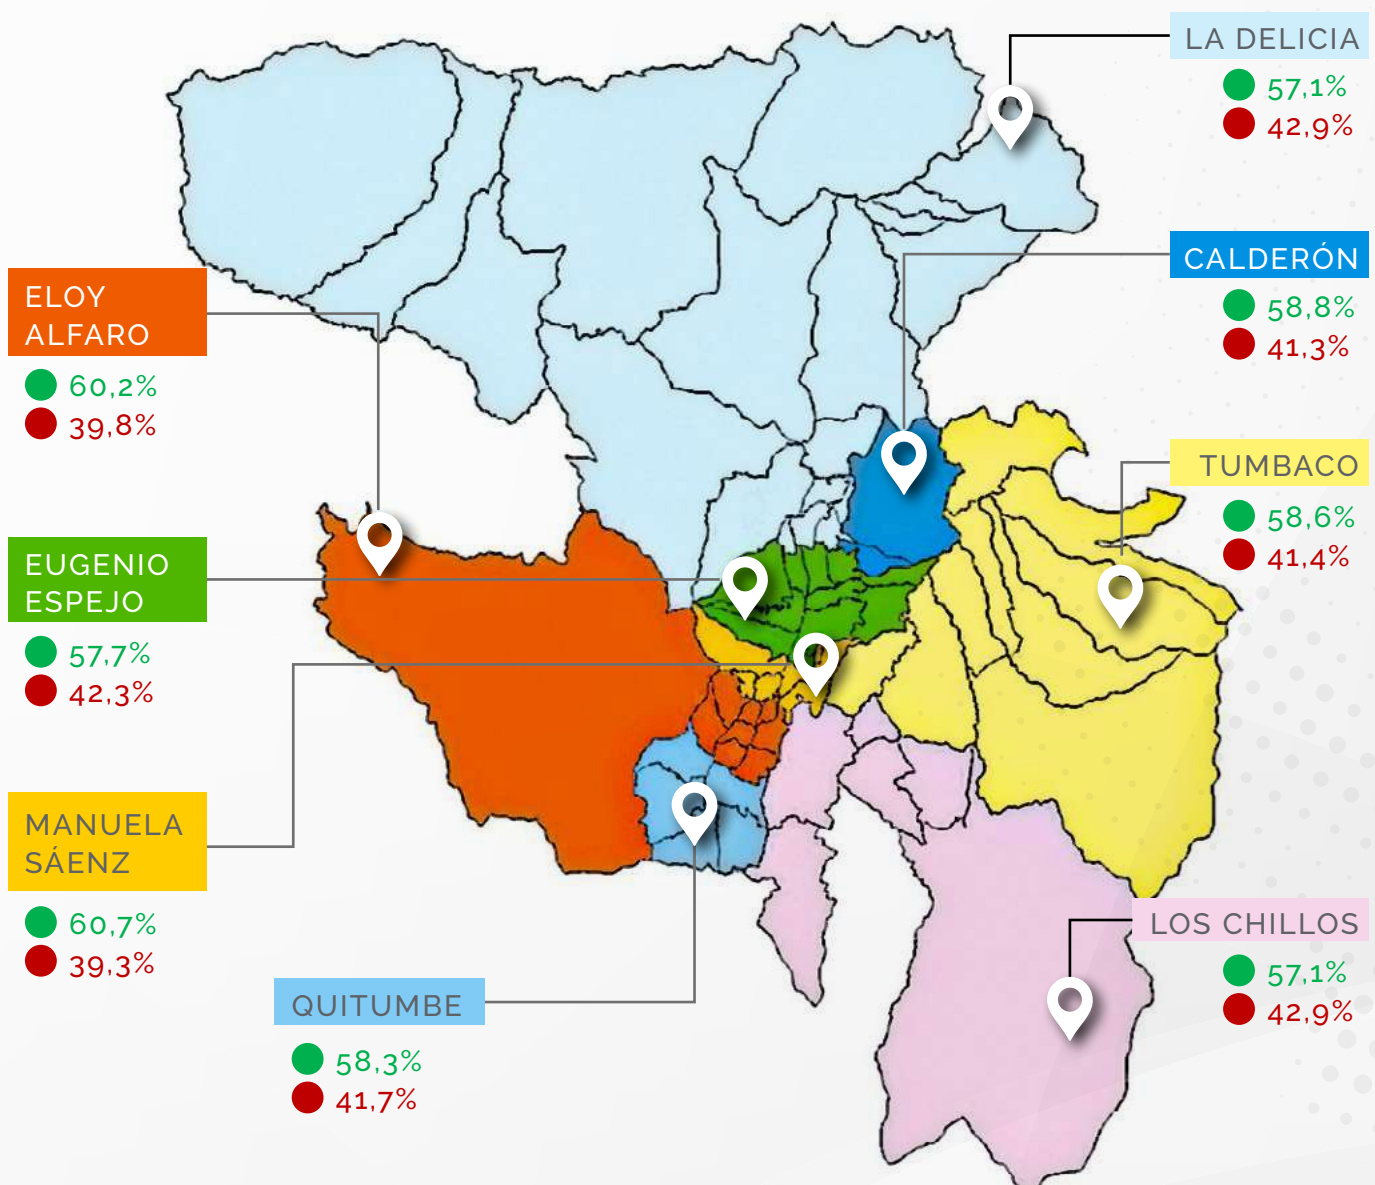 LA DELICIA
57,1%
42,9%
CALDERÓN
58,8%
41,3%
ELOY
ALFARO
60,2%
39,8%
TUMBACO
58,6%
41,4%
EUGENIO
ESPEJO
57,7%
42,3%
MANUELA
SÁENZ
60,7%
39,3%
LOS CHILLOS
57,1%
42,9%
QUITUMBE
58,3%
41,7%